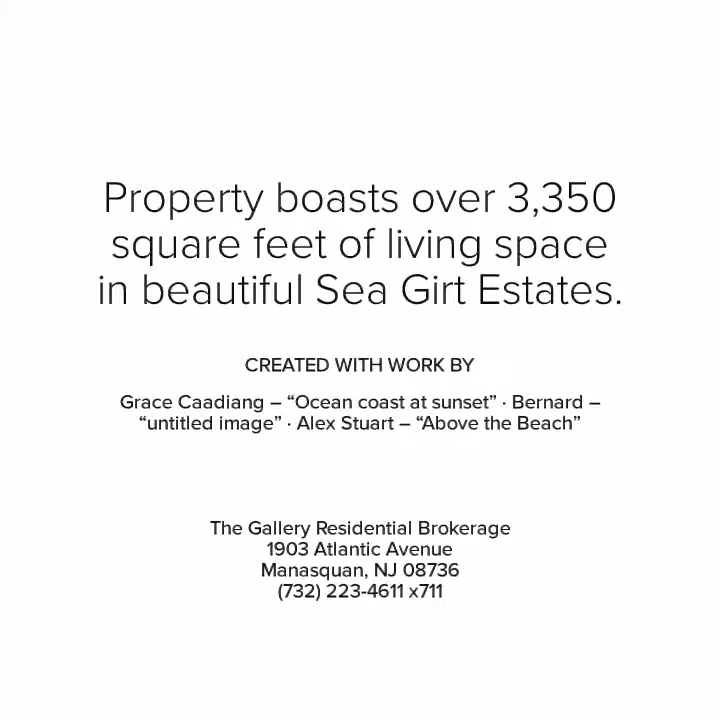 Property boasts over 3,350
square feet of living space
in beautiful Sea Girt Estates.
CREATED WITH WORK BY
Grace Caadiang – “Ocean coast at sunset” · Bernard –
“untitled image” · Alex Stuart – “Above the Beach”
The Gallery Residential Brokerage
1903 Atlantic Avenue
Manasquan, NJ 08736
(732) 223-4611 x711